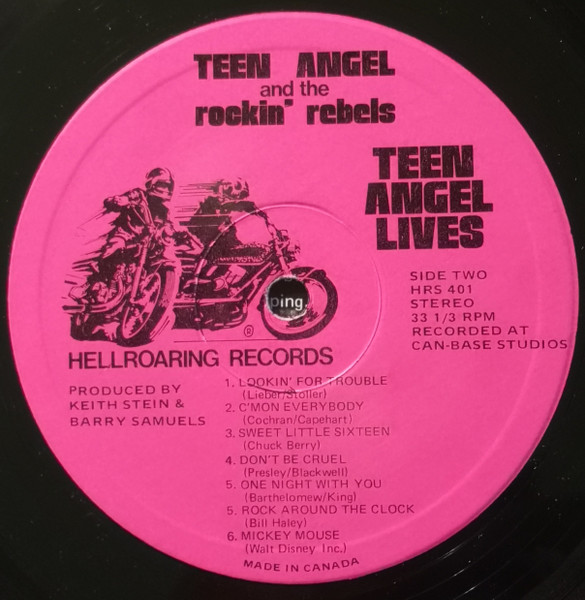 TEEN ANGEL
and the
rockin' rebels
TEEN
ANGEL
LIVES
SIDE TWO
HRS 401
STEREO
33 1/3 RPM
RECORDED AT
CAN-BASE STUDIOS
ping.
HELLROARING RECORDS
PRODUCED BY
KEITH STEIN &
BARRY SAMUELS
1. LOOKIN' FOR TROUBLE
(Lieber/Stoller)
2. C'MON EVERYBODY
(Cochran/Capehart)
3. SWEET LITTLE SIXTEEN
(Chuck Berry)
4. DON'T BE CRUEL
(Presley/Blackwell)
5. ONE NIGHT WITH YOU
(Barthelomew/King)
5. ROCK AROUND THE CLOCK
(Bill Haley)
6. MICKEY MOUSE
(Walt Disney Inc.)
MADE IN CANADA